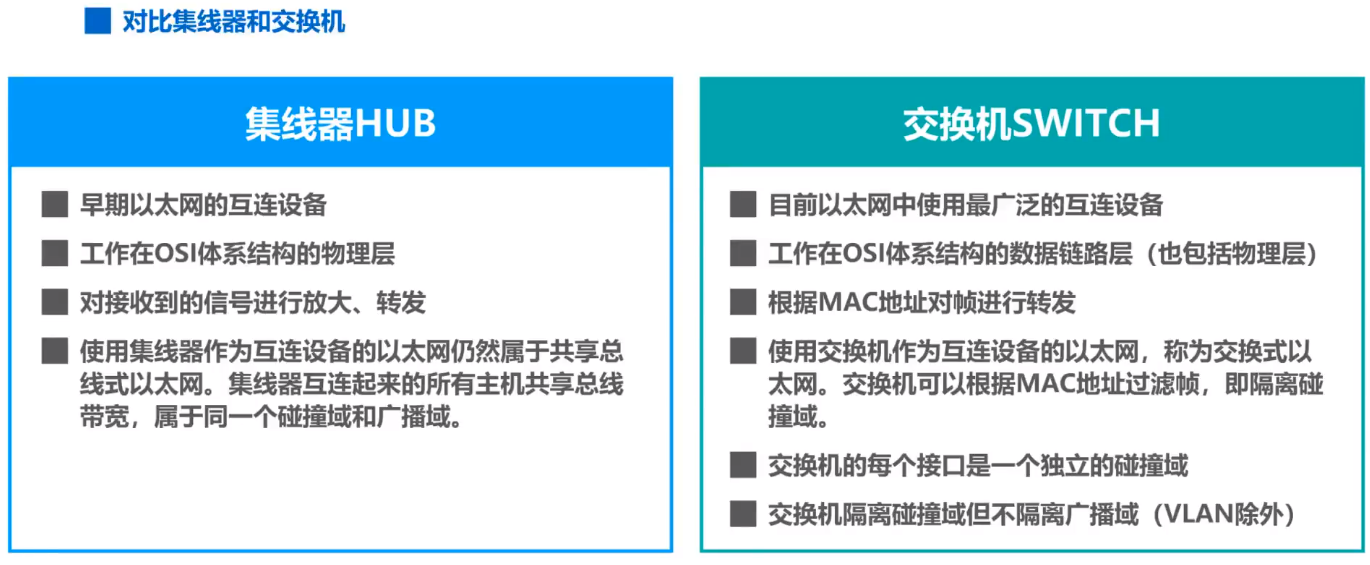 对比集线器和交换机
集线器HUB
早期以太网的互连设备
工作在OSI体系结构的物理层
对接收到的信号进行放大、转发
使用集线器作为互连设备的以太网仍然属于共享总
线式以太网。集线器互连起来的所有主机共享总线
带宽，属于同一个碰撞域和广播域。
交换机SWITCH
目前以太网中使用最广泛的互连设备
工作在OSI体系结构的数据链路层（也包括物理层）
根据MAC地址对帧进行转发
使用交换机作为互连设备的以太网，称为交换式以
太网。交换机可以根据MAC地址过滤帧，即隔离碰
撞域。
交换机的每个接口是一个独立的碰撞域
交换机隔离碰撞域但不隔离广播域（VLAN除外）